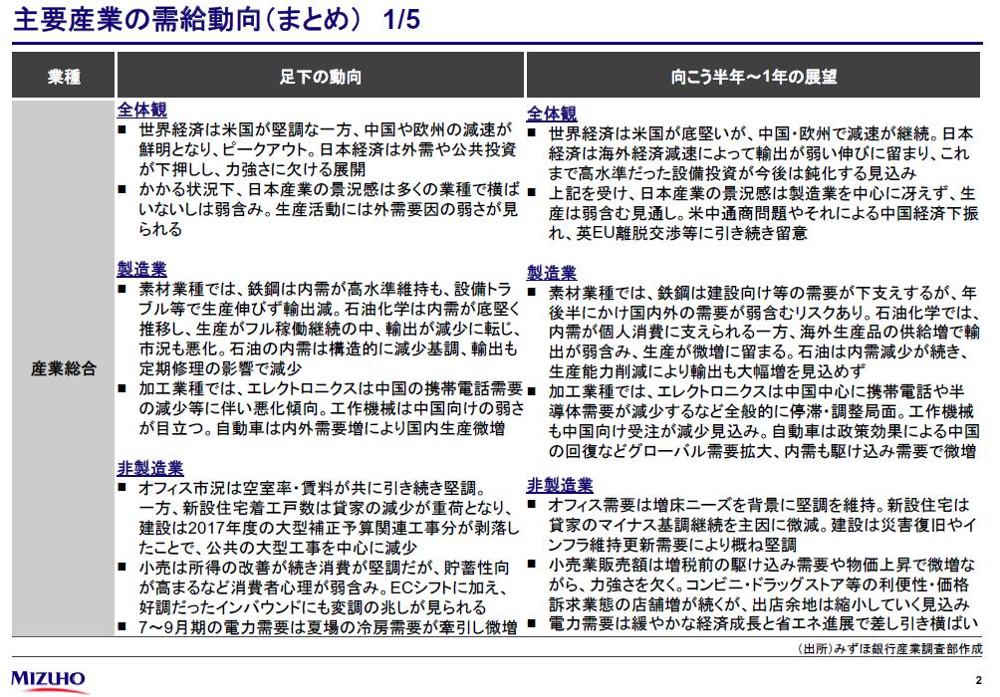 主要産業の需給動向（まとめ） 1/5
業種
足下の動向
向こう半年～1年の展望
産業総合
全体観
■ 世界経済は米国が堅調な一方、中国や欧州の減速が
鮮明となり、ピークアウト。日本経済は外需や公共投資
が下押しし、力強さに欠ける展開
■ かかる状況下、日本産業の景況感は多くの業種で横ば
いないしは弱含み。生産活動には外需要因の弱さが見
られる
製造業
■ 素材業種では、鉄鋼は内需が高水準維持も、設備トラ
ブル等で生産伸びず輸出減。石油化学は内需が底堅く
推移し、生産がフル稼働継続の中、輸出が減少に転じ、
市況も悪化。石油の内需は構造的に減少基調、輸出も
定期修理の影響で減少
■ 加工業種では、エレクトロニクスは中国の携帯電話需要
の減少等に伴い悪化傾向。工作機械は中国向けの弱さ
が目立つ。自動車は内外需要増により国内生産微増
非製造業
■ オフィス市況は空室率・賃料が共に引き続き堅調。
一方、新設住宅着工戸数は貸家の減少が重荷となり、
建設は2017年度の大型補正予算関連工事分が剥落し
たことで、公共の大型工事を中心に減少
■ 小売は所得の改善が続き消費が堅調だが、貯蓄性向
が高まるなど消費者心理が弱含み。ECシフトに加え、
好調だったインバウンドにも変調の兆しが見られる
■ 7～9月期の電力需要は夏場の冷房需要が牽引し微増
全体観
■ 世界経済は米国が底堅いが、中国・欧州で減速が継続。日本
経済は海外経済減速によって輸出が弱い伸びに留まり、これ
まで高水準だった設備投資が今後は鈍化する見込み
■ 上記を受け、日本産業の景況感は製造業を中心に冴えず、生
産は弱含む見通し。米中通商問題やそれによる中国経済下振
れ、英EU離脱交渉等に引き続き留意
製造業
■ 素材業種では、鉄鋼は建設向け等の需要が下支えするが、年
後半にかけ国内外の需要が弱含むリスクあり。石油化学では、
内需が個人消費に支えられる一方、海外生産品の供給増で輸
出が弱含み、生産が微増に留まる。石油は内需減少が続き、
生産能力削減により輸出も大幅増を見込めず
■ 加工業種では、エレクトロニクスは中国中心に携帯電話や半
導体需要が減少するなど全般的に停滞・調整局面。工作機械
も中国向け受注が減少見込み。自動車は政策効果による中国
の回復などグローバル需要拡大、内需も駆け込み需要で微増
非製造業
■ オフィス需要は増床ニーズを背景に堅調を維持。新設住宅は
貸家のマイナス基調継続を主因に微減。建設は災害復旧やイ
ンフラ維持更新需要により概ね堅調
■ 小売業販売額は増税前の駆け込み需要や物価上昇で微増な
がら、力強さを欠く。コンビニ・ドラッグストア等の利便性・価格
訴求業態の店舗増が続くが、出店余地は縮小していく見込み
■ 電力需要は緩やかな経済成長と省エネ進展で差し引き横ばい
（出所）みずほ銀行産業調査部作成
MIZUHO
2